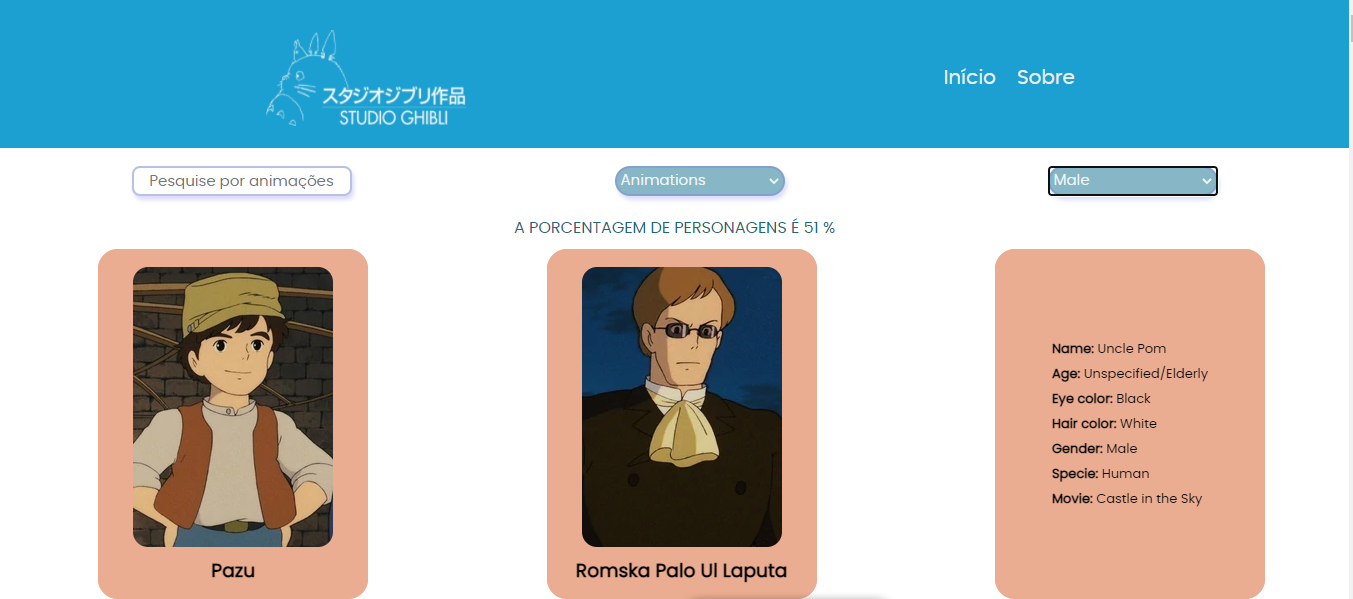 スタジオジブリ作品
STUDIO GHIBLI
Início Sobre
Pesquise por animações
Animations
Male
A PORCENTAGEM DE PERSONAGENS É 51 %
Pazu
Romska Palo Ul Laputa
Name: Uncle Pom
Age: Unspecified/Elderly
Eye color: Black
Hair color: White
Gender: Male
Specie: Human
Movie: Castle in the Sky